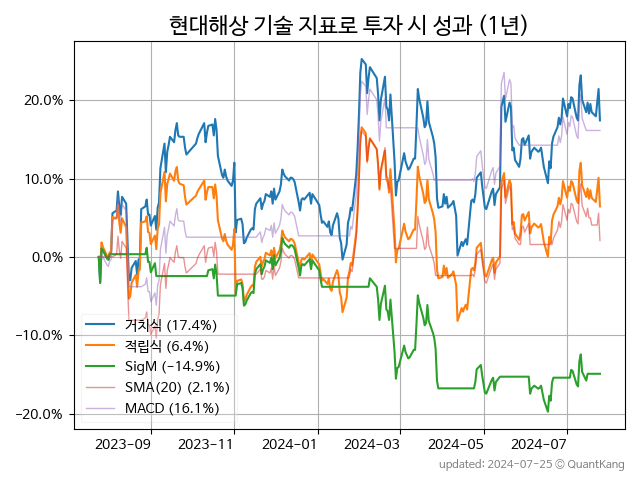 현대해상 기술 지표로 투자 시 성과 (1년)
20.0%
10.0%
0.0%
−10.0%
−20.0%
거치식 (17.4%)
적립식 (6.4%)
SigM (−14.9%)
SMA(20) (2.1%)
MACD (16.1%)
2023-09 2023-11 2024-01 2024-03 2024-05 2024-07
updated: 2024-07-25 © QuantKang